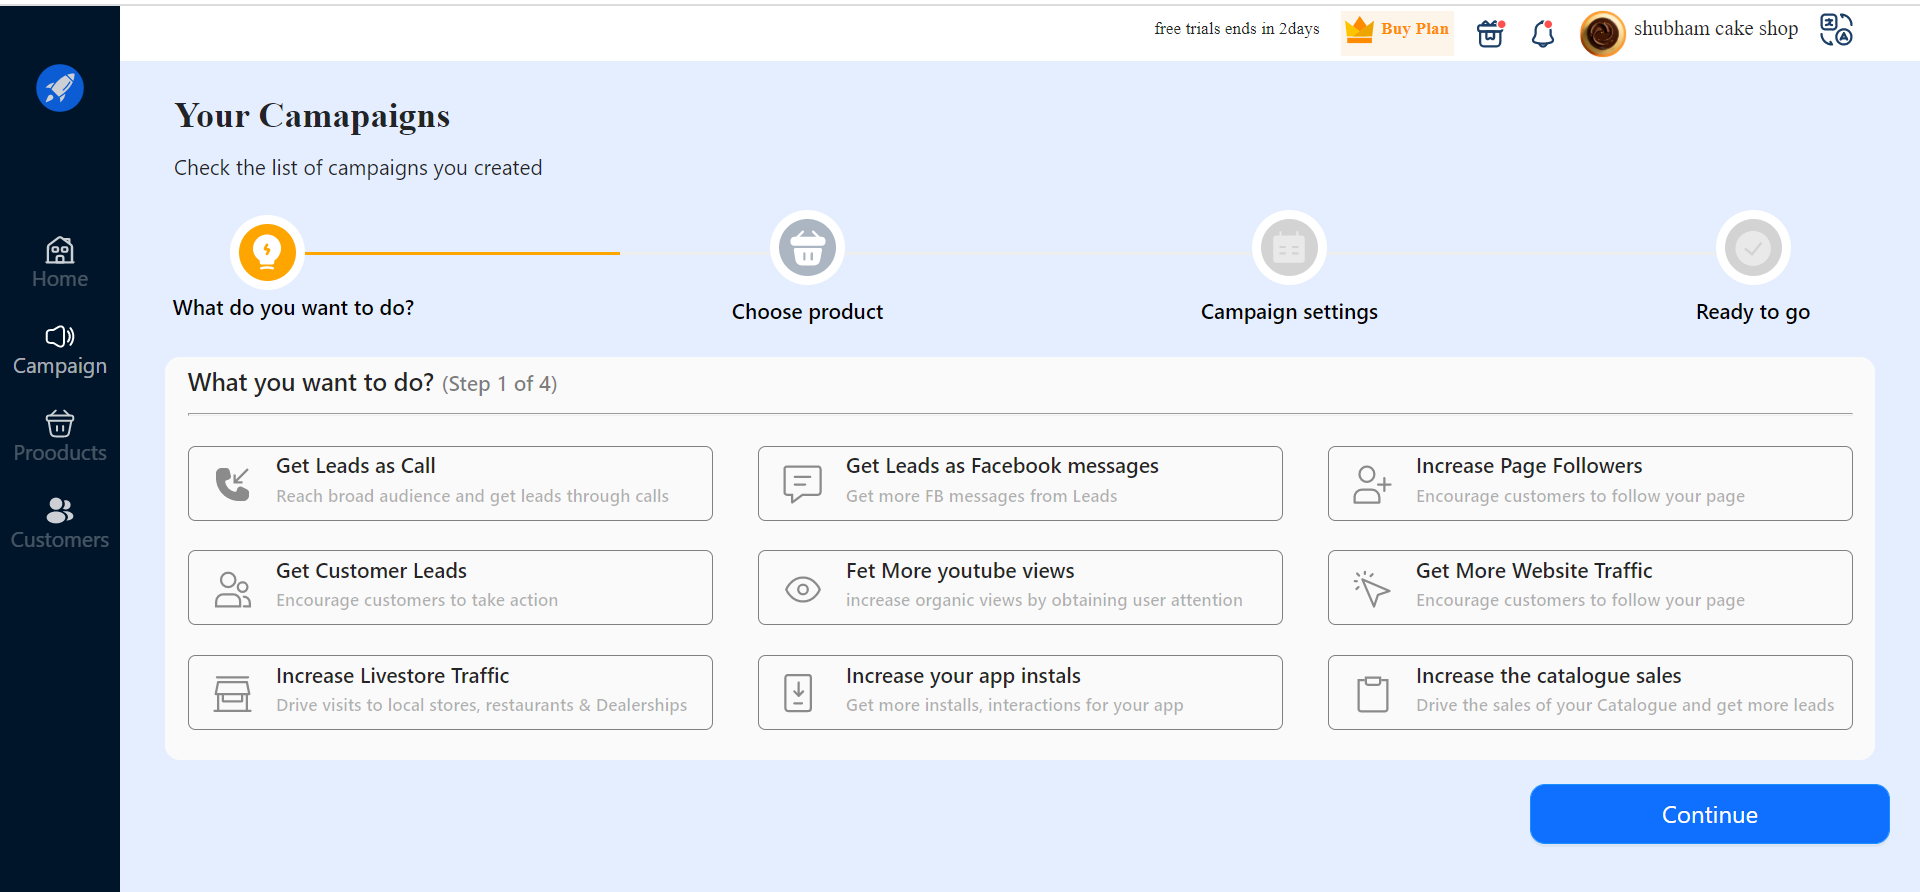 free trials ends in 2days
Buy Plan
shubham cake shop
Home
Campaign
Prooducts
Customers
Your Camapaigns
Check the list of campaigns you created
What do you want to do?
Choose product
Campaign settings
Ready to go
What you want to do? (Step 1 of 4)
Get Leads as Call
Reach broad audience and get leads through calls
Get Leads as Facebook messages
Get more FB messages from Leads
Increase Page Followers
Encourage customers to follow your page
Get Customer Leads
Encourage customers to take action
Fet More youtube views
increase organic views by obtaining user attention
Get More Website Traffic
Encourage customers to follow your page
Increase Livestore Traffic
Drive visits to local stores, restaurants & Dealerships
Increase your app instals
Get more installs, interactions for your app
Increase the catalogue sales
Drive the sales of your Catalogue and get more leads
Continue